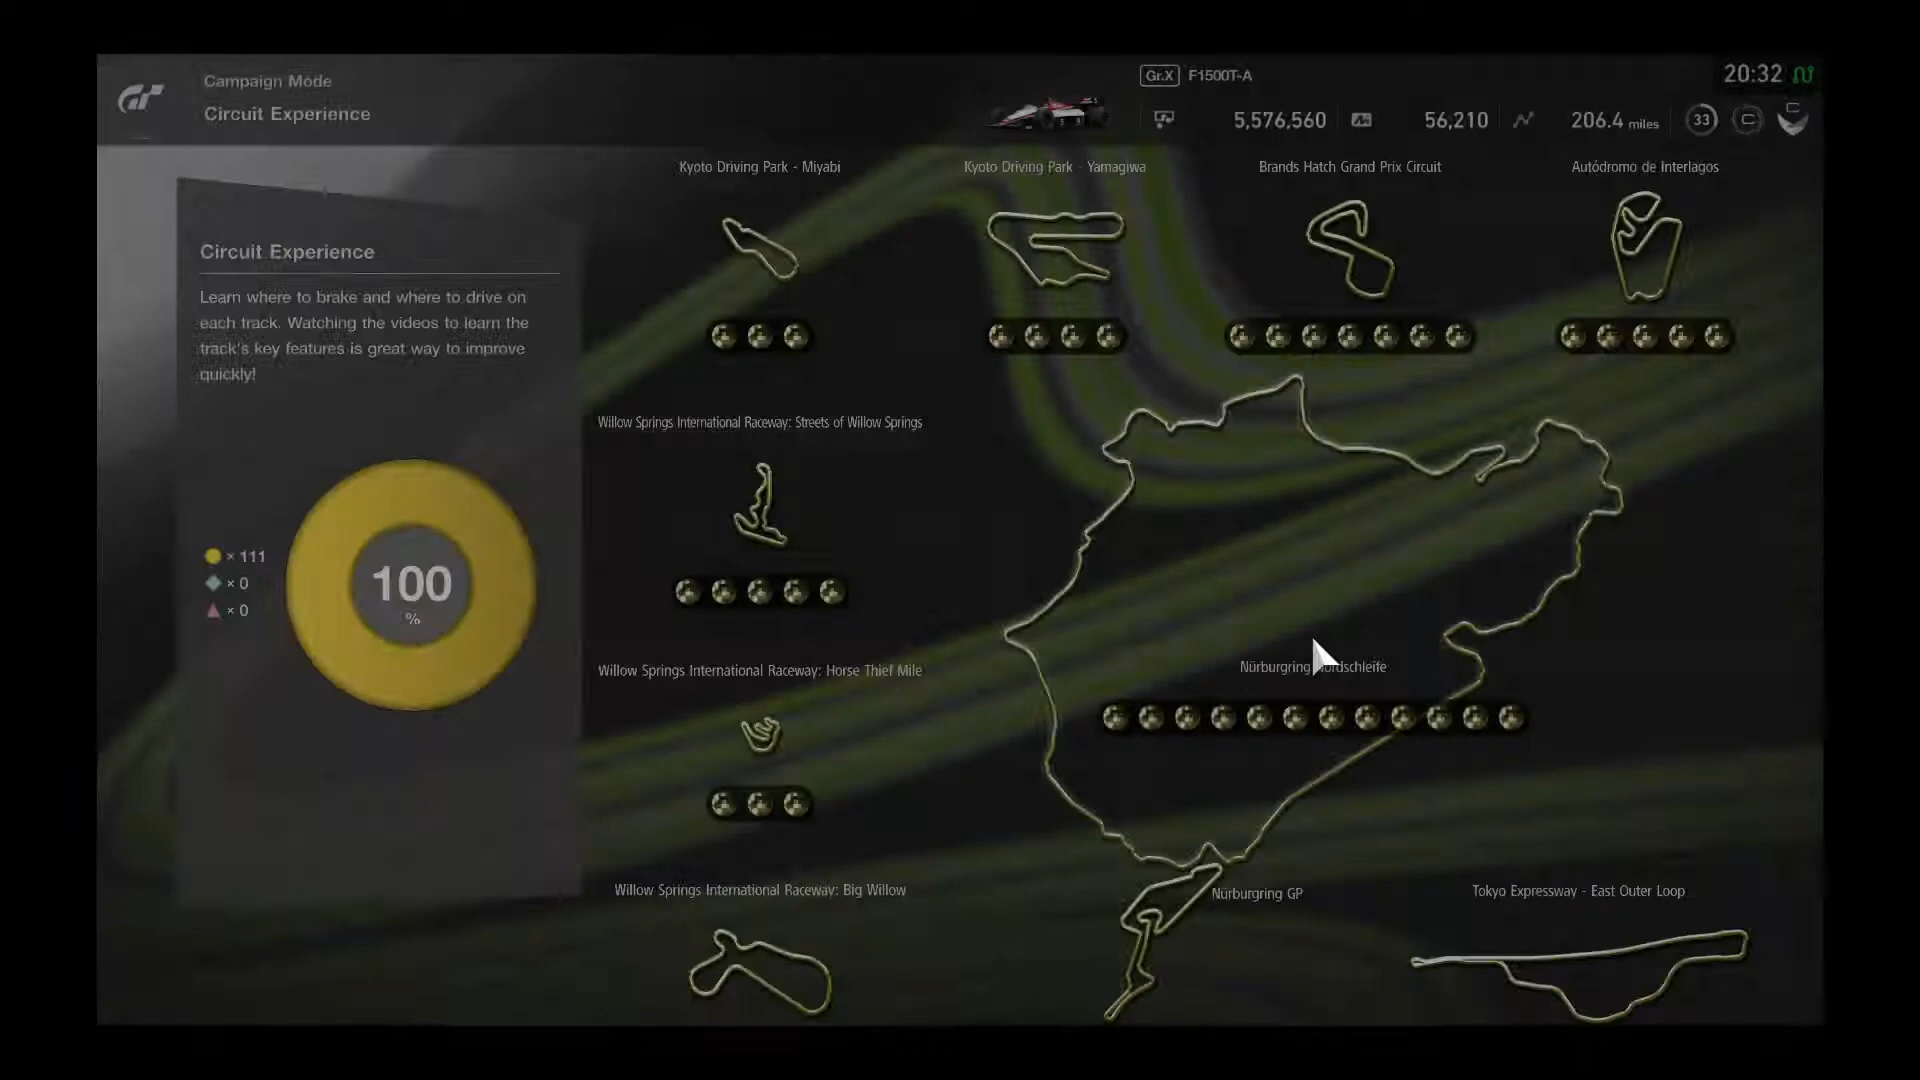 Campaign Mode
Circuit Experience
Gr.X F1500T-A
20:32
5,576,560
56,210
206.4 miles
33
Kyoto Driving Park - Miyabi
Kyoto Driving Park - Yamagiwa
Brands Hatch Grand Prix Circuit
Autódromo de Interlagos
Circuit Experience
Learn where to brake and where to drive on
each track. Watching the videos to learn the
track's key features is great way to improve
quickly!
× 111
× 0
× 0
100
%
Willow Springs International Raceway: Streets of Willow Springs
Willow Springs International Raceway: Horse Thief Mile
Nürburgring Nordschleife
Willow Springs International Raceway: Big Willow
Nürburgring GP
Tokyo Expressway - East Outer Loop